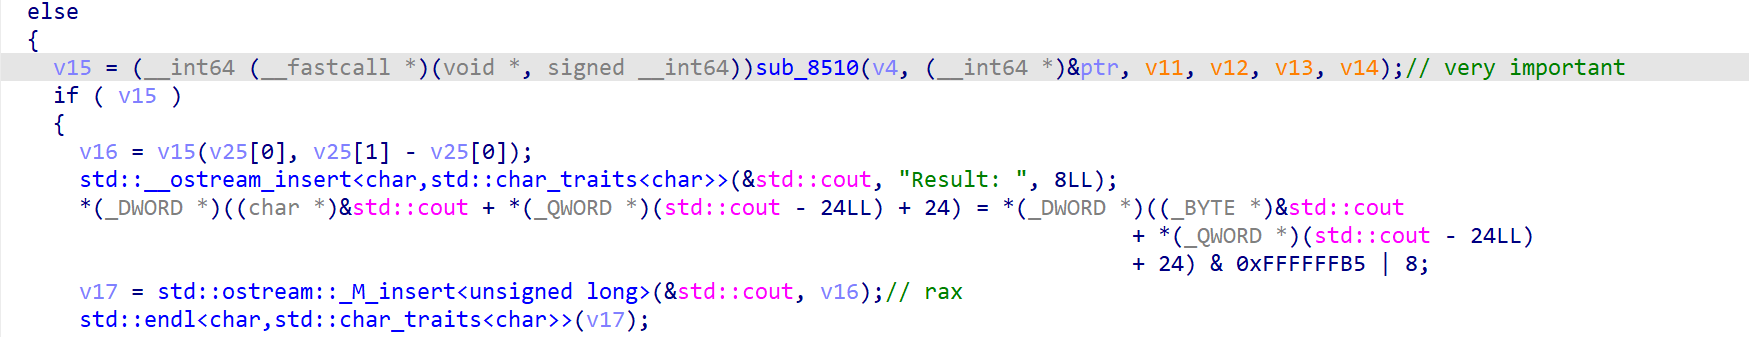 else
{
v15 = (__int64 (__fastcall *)(void *, signed __int64))sub_8510(v4, (__int64 *)&ptr, v11, v12, v13, v14);// very important
if ( v15 )
{
v16 = v15(v25[0], v25[1] - v25[0]);
std::__ostream_insert<char,std::char_traits<char>>(&std::cout, "Result: ", 8LL);
*(_DWORD *)((char *)&std::cout + *(_QWORD *)(std::cout - 24LL) + 24) = *(_DWORD *)((_BYTE *)&std::cout
+ *(_QWORD *)(std::cout - 24LL)
+ 24) & 0xFFFFFFB5 | 8;
v17 = std::ostream::_M_insert<unsigned long>(&std::cout, v16);// rax
std::endl<char,std::char_traits<char>>(v17);